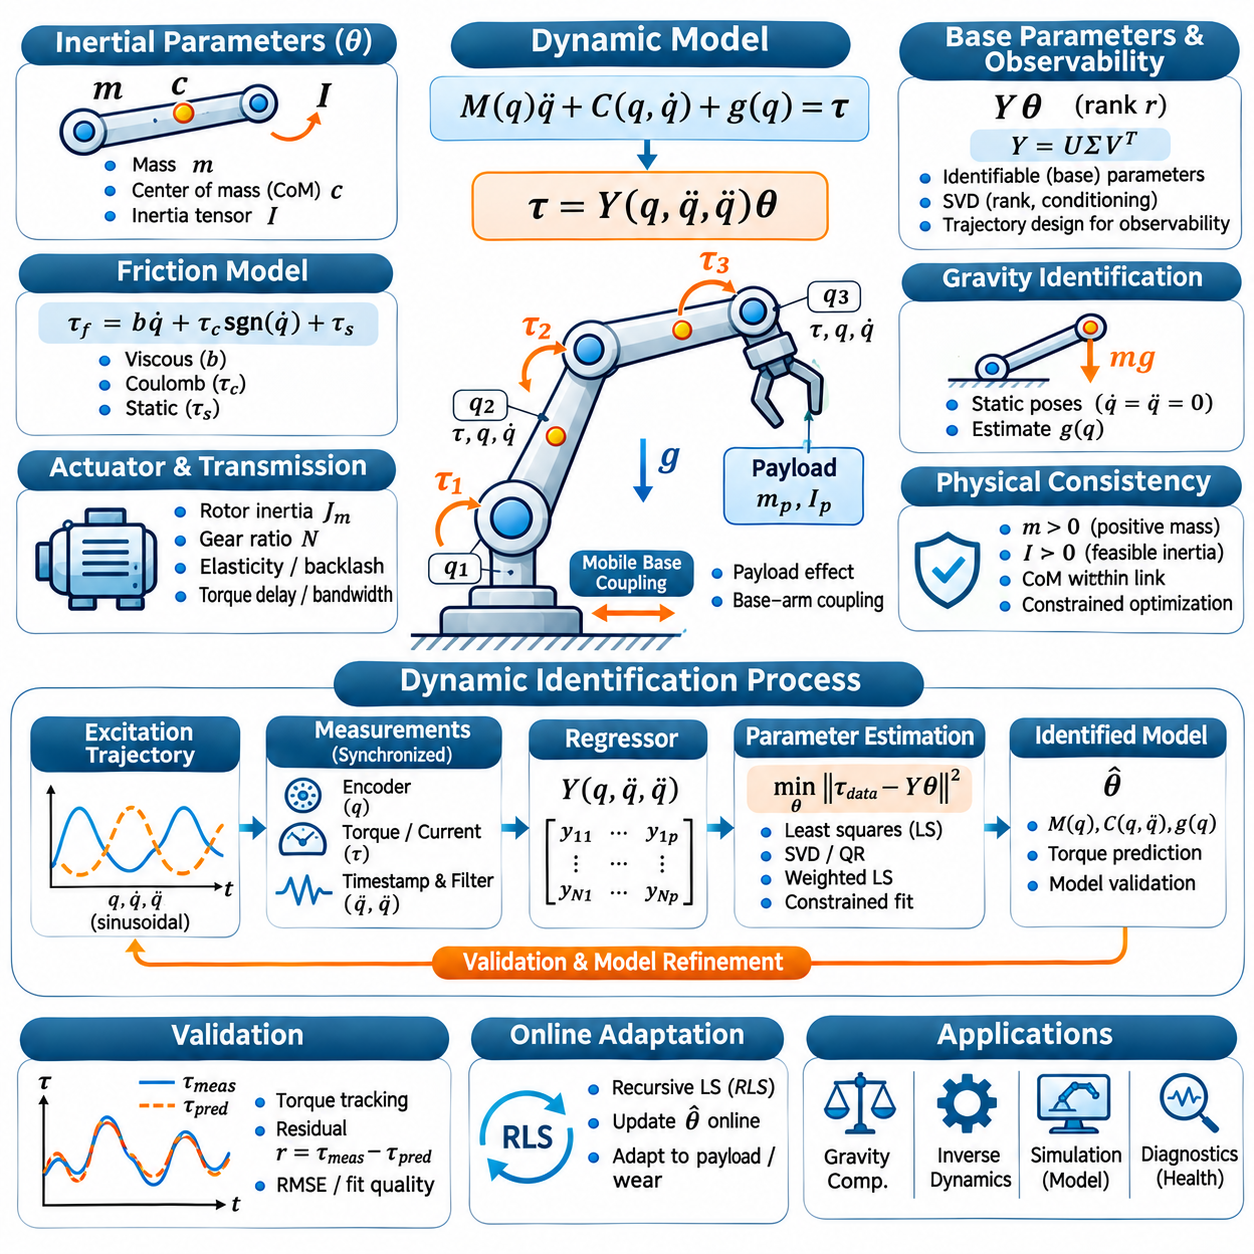 Inertial Parameters (θ)
m
c
I
Mass m
Center of mass (CoM) c
Inertia tensor I
Friction Model
τ_f = bq̇ + τ_c sgn(q̇) + τ_s
Viscous (b)
Coulomb (τ_c)
Static (τ_s)
Actuator & Transmission
Rotor inertia J_m
Gear ratio N
Elasticity / backlash
Torque delay / bandwidth
Dynamic Model
M(q)q̈ + C(q, q̇) + g(q) = τ
τ = Y(q, q̈, q̈)θ
τ3
q3
τ, q, q̇
τ2
q2
τ, q, q̇
τ1
q1
g
Payload
m_p, I_p
Mobile Base
Coupling
Payload effect
Base–arm coupling
Base Parameters &
Observability
Y θ (rank r)
Y = UΣV^T
Identifiable (base) parameters
SVD (rank, conditioning)
Trajectory design for observability
Gravity Identification
mg
Static poses (q̇ = q̈ = 0)
Estimate g(q)
Physical Consistency
m > 0 (positive mass)
I > 0 (feasible inertia)
CoM witthin link
Constrained optimization
Dynamic Identification Process
Excitation
Trajectory
t
q, q̇, q̈
(sinusoidal)
Measurements
(Synchronized)
Encoder
(q)
Torque / Current
(τ)
Timestamp & Filter
(q̈, q̈)
Regressor
Y(q, q̈, q̈)
y11 ··· y1p
⋮ ··· ⋮
yN1 ··· yNp
Parameter Estimation
min ‖τ_data − Yθ‖²
θ
Least squares (LS)
SVD / QR
Weighted LS
Constrained fit
Identified Model
θ̂
M(q), C(q, q̈), g(q)
Torque prediction
Model validation
Validation & Model Refinement
Validation
τ
τ_meas
τ_pred
t
Torque tracking
Residual
r = τ_meas − τ_pred
RMSE / fit quality
Online Adaptation
RLS
Recursive LS (RLS)
Update θ̂ online
Adapt to payload /
wear
Applications
Gravity
Comp.
Inverse
Dynamics
Simulation
(Model)
Diagnostics
(Health)